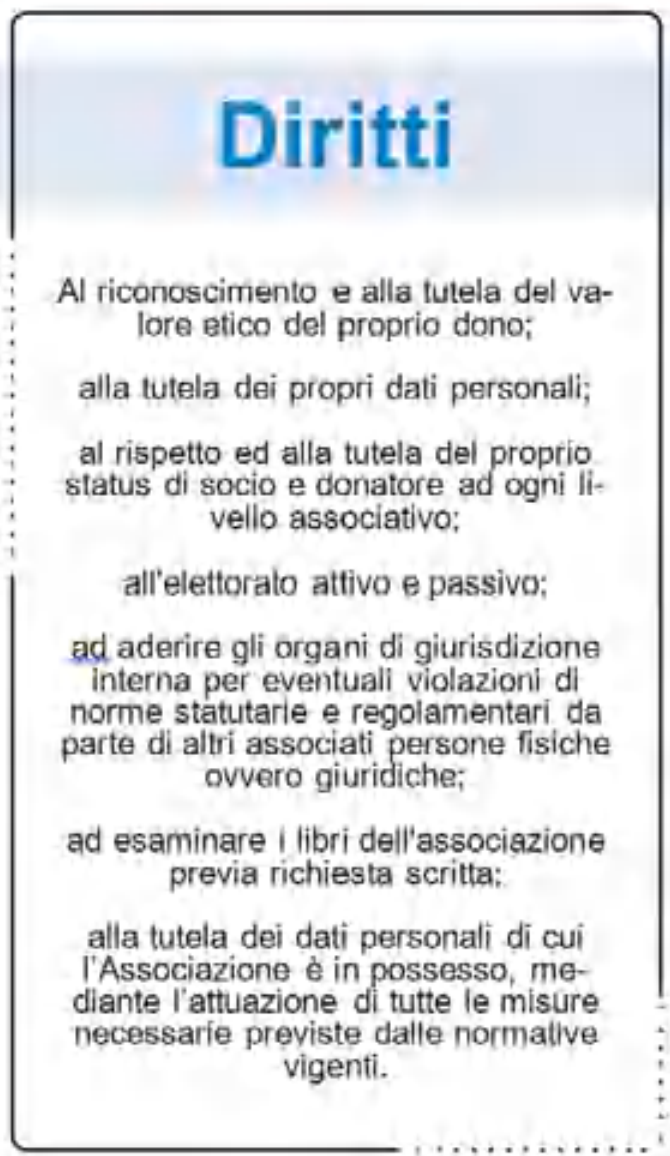 Diritti
Al riconoscimento e alla tutela del va-
lore etico del proprio dono;
alla tutela dei propri dati personali;
al rispetto ed alla tutela del proprio
status di socio e donatore ad ogni li-
vello associativo;
all'elettorato attivo e passivo;
ad aderire gli organi di giurisdizione
interna per eventuali violazioni di
norme statutarie e regolamentari da
parte di altri associati persone fisiche
ovvero giuridiche;
ad esaminare i libri dell'associazione
previa richiesta scritta;
alla tutela dei dati personali di cui
l'Associazione è in possesso, me-
diante l'attuazione di tutte le misure
necessarie previste dalle normative
vigenti.